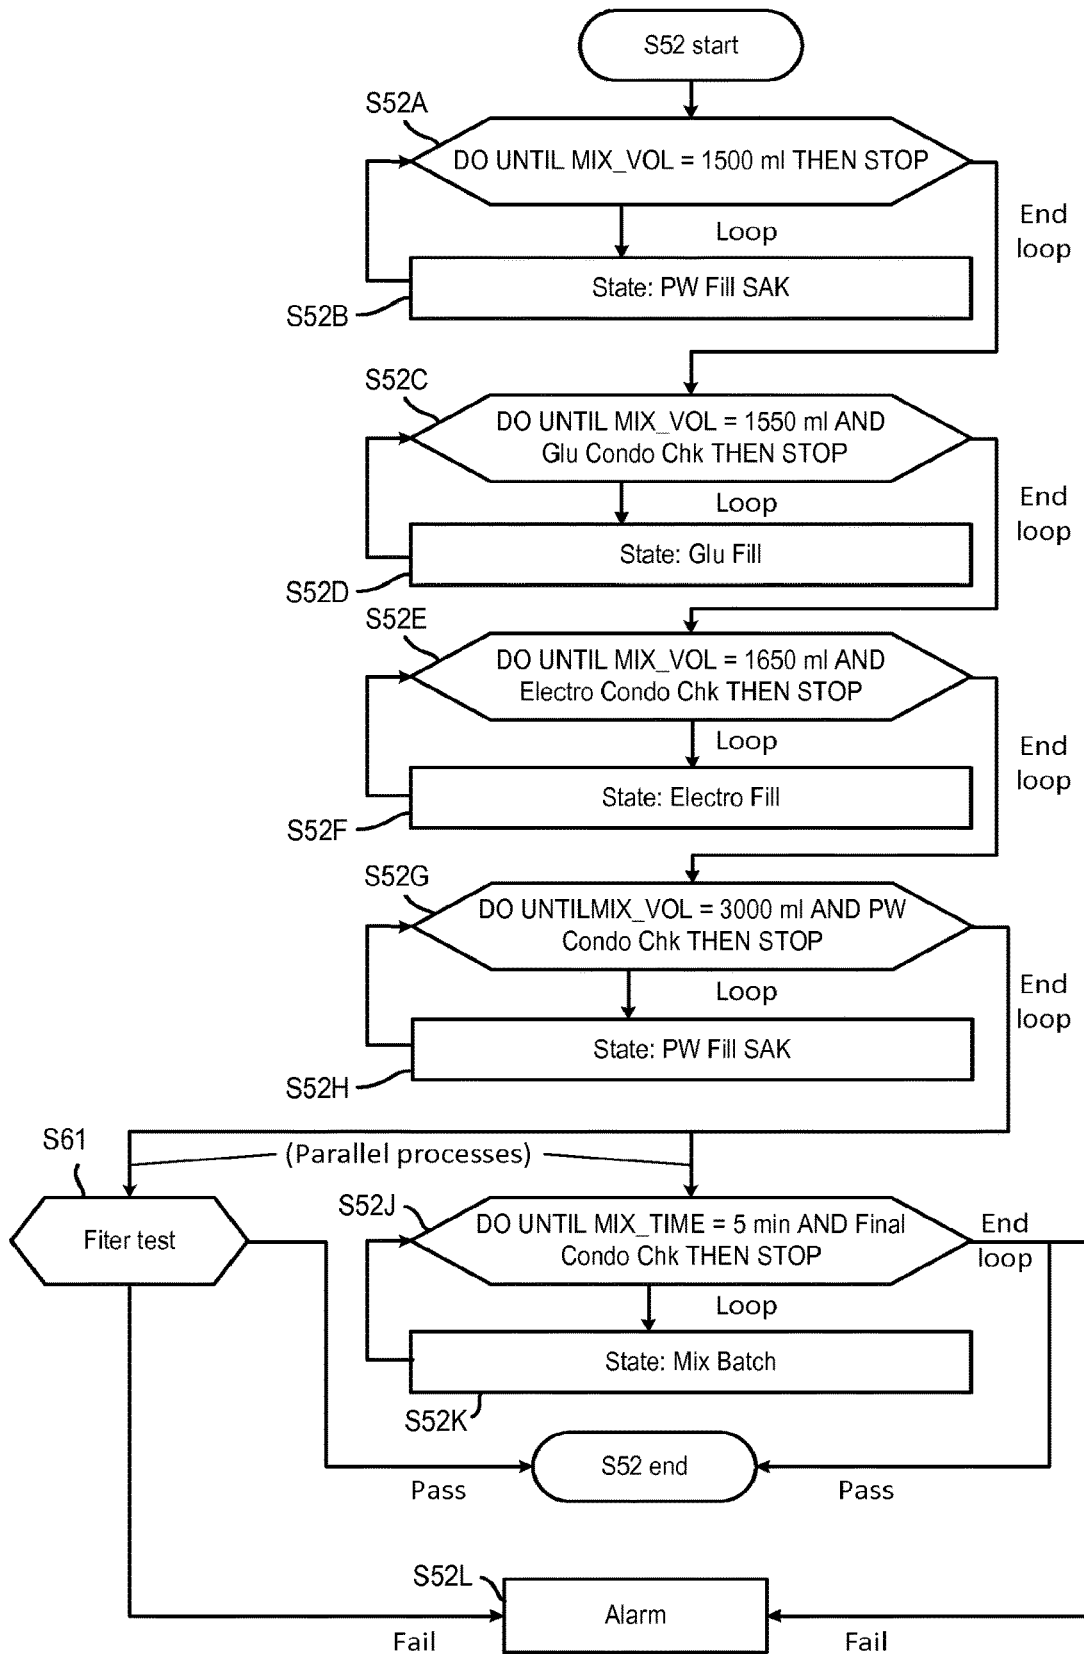 S52 start
S52A
DO UNTIL MIX_VOL = 1500 ml THEN STOP
End
loop
Loop
State: PW Fill SAK
S52B
S52C
DO UNTIL MIX_VOL = 1550 ml AND
Glu Condo Chk THEN STOP
End
loop
Loop
State: Glu Fill
S52D
S52E
DO UNTIL MIX_VOL = 1650 ml AND
Electro Condo Chk THEN STOP
End
loop
Loop
State: Electro Fill
S52F
S52G
DO UNTILMIX_VOL = 3000 ml AND PW
Condo Chk THEN STOP
End
loop
Loop
State: PW Fill SAK
S52H
S61
(Parallel processes)
Fiter test
S52J
DO UNTIL MIX_TIME = 5 min AND Final
Condo Chk THEN STOP
End
loop
Loop
State: Mix Batch
S52K
S52 end
Pass
Pass
S52L
Alarm
Fail
Fail